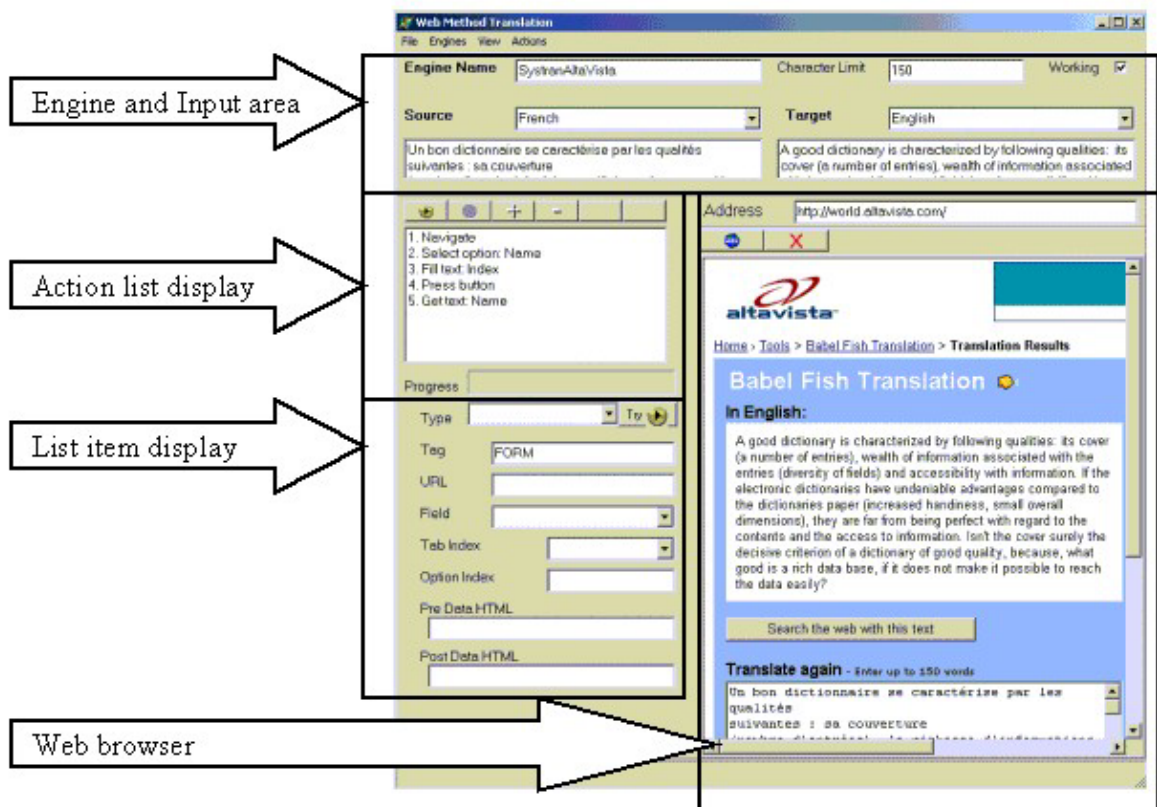 Web Method Translation
File Engines View Actions
Engine and Input area
Engine Name SystranAltaVista Character Limit 150 Working
Source French Target English
Un bon dictionnaire se caractérise par les qualités
suivantes : sa couverture
A good dictionary is characterized by following qualities: its
cover (a number of entries), wealth of information associated
Action list display
1. Navigate
2. Select option: Name
3. Fill text: Index
4. Press button
5. Get text: Name
Progress
List item display
Type Try
Tag FORM
URL
Field
Tab Index
Option Index
Pre Data HTML
Post Data HTML
Web browser
Address http://world.altavista.com/
altavista
Home > Tools > Babel Fish Translation > Translation Results
Babel Fish Translation
In English:
A good dictionary is characterized by following qualities: its cover
(a number of entries), wealth of information associated with the
entries (diversity of fields) and accessibility with information. If the
electronic dictionaries have undeniable advantages compared to
the dictionaries paper (increased handiness, small overall
dimensions), they are far from being perfect with regard to the
contents and the access to information. Isn't the cover surely the
decisive criterion of a dictionary of good quality, because, what
good is a rich data base, if it does not make it possible to reach
the data easily?
Search the web with this text
Translate again - Enter up to 150 words
Un bon dictionnaire se caractérise par les
qualités
suivantes : sa couverture